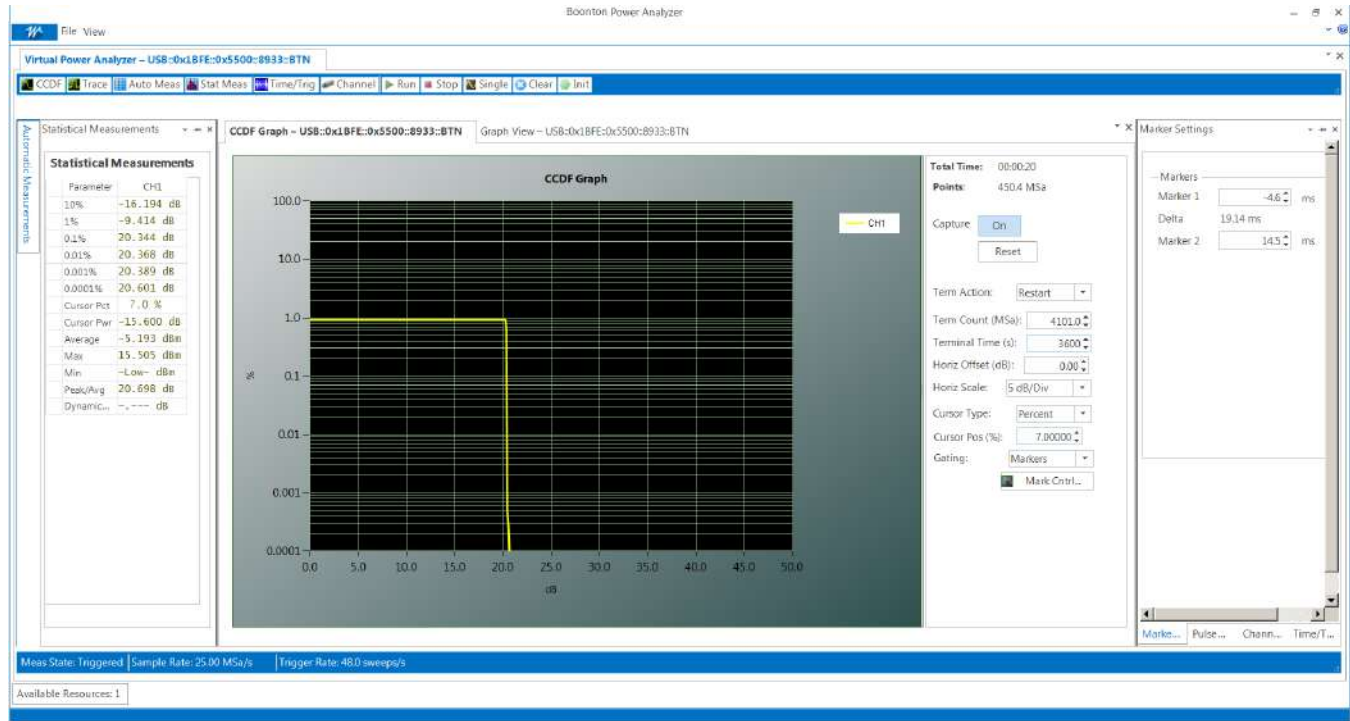 Boonton Power Analyzer
File View
Virtual Power Analyzer – USB::0x1BFE::0x5500::8933::BTN
CCDF Trace Auto Meas Stat Meas Time/Trig Channel Run Stop Single Clear Init
Automatic Measurements
Statistical Measurements
Statistical Measurements
Parameter CH1
10% -16.194 dB
1% -9.414 dB
0.1% 20.344 dB
0.01% 20.368 dB
0.001% 20.389 dB
0.0001% 20.601 dB
Cursor Pct 7.0 %
Cursor Pwr -15.600 dB
Average -5.193 dBm
Max 15.505 dBm
Min -Low- dBm
Peak/Avg 20.698 dB
Dynamic... -.--- dB
CCDF Graph – USB::0x1BFE::0x5500::8933::BTN
Graph View – USB::0x1BFE::0x5500::8933::BTN
CCDF Graph
CH1
100.0
10.0
1.0
0.1
0.01
0.001
0.0001
%
0.0 5.0 10.0 15.0 20.0 25.0 30.0 35.0 40.0 45.0 50.0
dB
Total Time: 00:00:20
Points: 450.4 MSa
Capture On
Reset
Term Action: Restart
Term Count (MSa): 4101.0
Terminal Time (s): 3600
Horiz Offset (dB): 0.00
Horiz Scale: 5 dB/Div
Cursor Type: Percent
Cursor Pos (%): 7.00000
Gating: Markers
Mark Cntrl...
Marker Settings
Markers
Marker 1 -4.6 ms
Delta 19.14 ms
Marker 2 14.5 ms
Marke... Pulse... Chann... Time/T...
Meas State: Triggered Sample Rate: 25.00 MSa/s Trigger Rate: 48.0 sweeps/s
Available Resources: 1